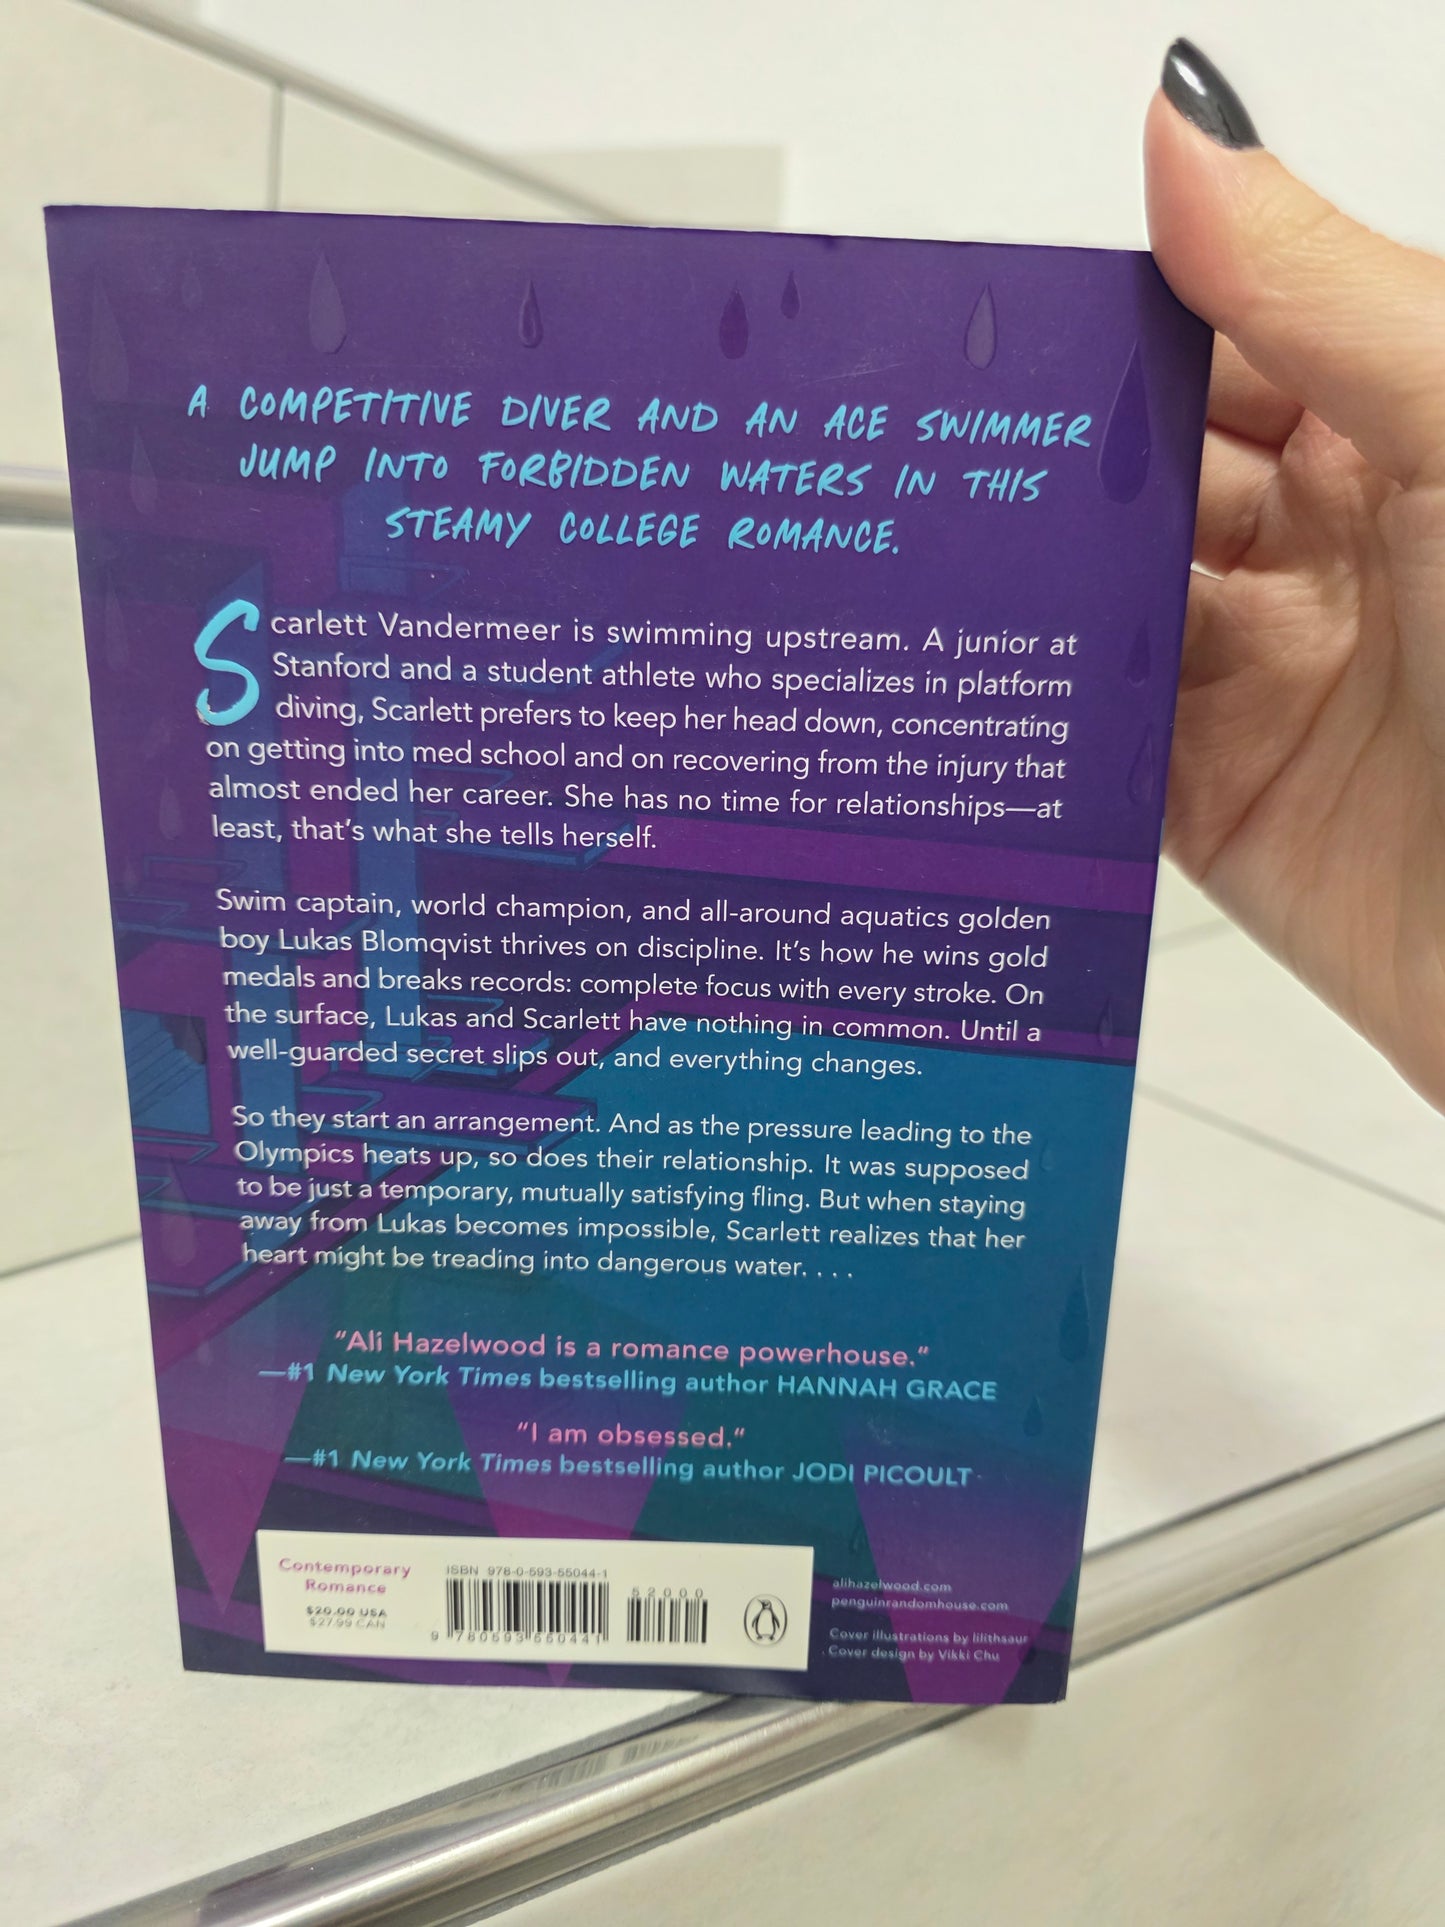 A COMPETITIVE DIVER AND AN ACE SWIMMER
JUMP INTO FORBIDDEN WATERS IN THIS
STEAMY COLLEGE ROMANCE.
Scarlett Vandermeer is swimming upstream. A junior at
Stanford and a student athlete who specializes in platform
diving, Scarlett prefers to keep her head down, concentrating
on getting into med school and on recovering from the injury that
almost ended her career. She has no time for relationships—at
least, that's what she tells herself.
Swim captain, world champion, and all-around aquatics golden
boy Lukas Blomqvist thrives on discipline. It's how he wins gold
medals and breaks records: complete focus with every stroke. On
the surface, Lukas and Scarlett have nothing in common. Until a
well-guarded secret slips out, and everything changes.
So they start an arrangement. And as the pressure leading to the
Olympics heats up, so does their relationship. It was supposed
to be just a temporary, mutually satisfying fling. But when staying
away from Lukas becomes impossible, Scarlett realizes that her
heart might be treading into dangerous water. . . .
"Ali Hazelwood is a romance powerhouse."
—#1 New York Times bestselling author HANNAH GRACE
"I am obsessed."
—#1 New York Times bestselling author JODI PICOULT
Contemporary
Romance
$20.00 USA
$27.99 CAN
ISBN 978-0-593-55044-1
52000
9 780593 550441
alihazelwood.com
penguinrandomhouse.com
Cover illustrations by lilithsaur
Cover design by Vikki Chu